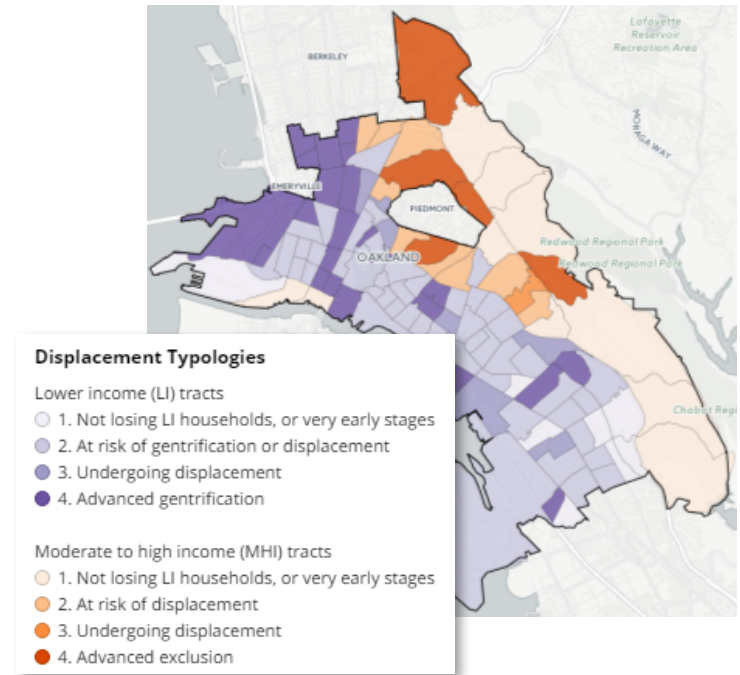 Lafayette
Reservoir
Recreation Area
BERKELEY
MORAGA WAY
EMERYVILLE
PIEDMONT
Redwood Regional Park
OAKLAND
Redwood Regional Park
Displacement Typologies
Lower income (LI) tracts
1. Not losing LI households, or very early stages
2. At risk of gentrification or displacement
3. Undergoing displacement
4. Advanced gentrification
Moderate to high income (MHI) tracts
1. Not losing LI households, or very early stages
2. At risk of displacement
3. Undergoing displacement
4. Advanced exclusion
Chabot Regi